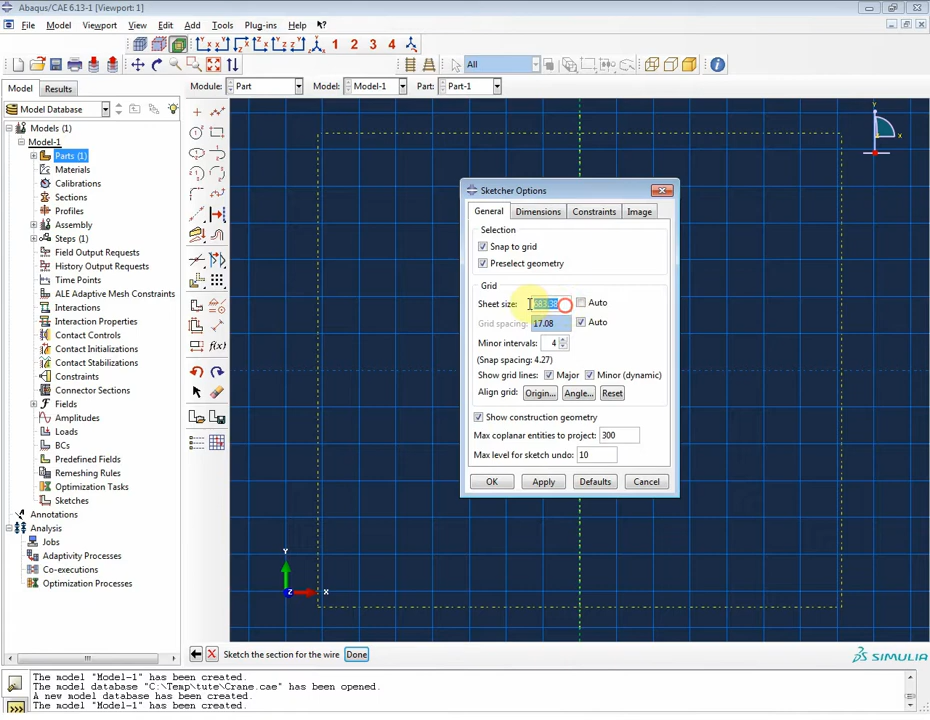 Abaqus/CAE 6.13-1 [Viewport: 1]
File Model Viewport View Edit Add Tools Plug-ins Help
1 2 3 4
All
Model Results
Module: Part Model: Model-1 Part: Part-1
Model Database
Models (1)
Model-1
Parts (1)
Materials
Calibrations
Sections
Profiles
Assembly
Steps (1)
Field Output Requests
History Output Requests
Time Points
ALE Adaptive Mesh Constraints
Interactions
Interaction Properties
Contact Controls
Contact Initializations
Contact Stabilizations
Constraints
Connector Sections
Fields
Amplitudes
Loads
BCs
Predefined Fields
Remeshing Rules
Optimization Tasks
Sketches
Annotations
Analysis
Jobs
Adaptivity Processes
Co-executions
Optimization Processes
f(x)
Y
X
Sketcher Options
General Dimensions Constraints Image
Selection
Snap to grid
Preselect geometry
Grid
Sheet size: 683.38 Auto
Grid spacing: 17.08 Auto
Minor intervals: 4
(Snap spacing: 4.27)
Show grid lines: Major Minor (dynamic)
Align grid: Origin... Angle... Reset
Show construction geometry
Max coplanar entities to project: 300
Max level for sketch undo: 10
OK Apply Defaults Cancel
Y
Z X
Sketch the section for the wire Done
SIMULIA
The model "Model-1" has been created.
The model database "C:\Temp\tute\Crane.cae" has been opened.
A new model database has been created.
The model "Model-1" has been created.
>>>